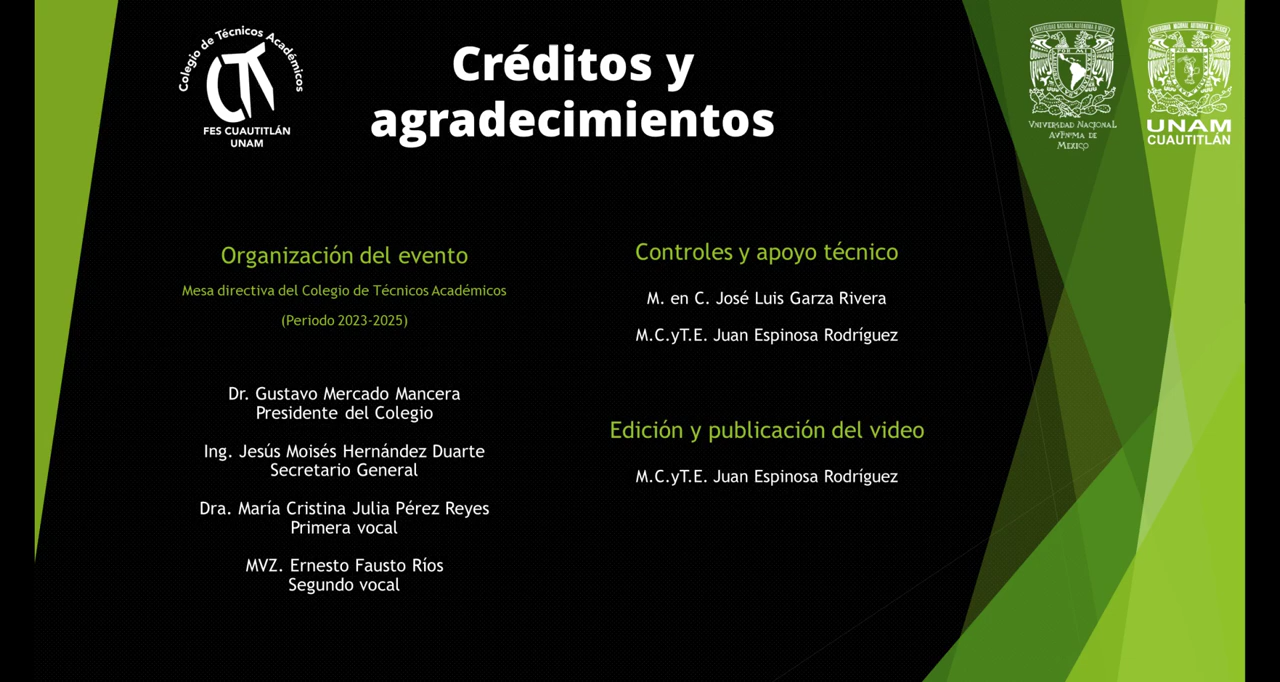 Colegio de Técnicos Académicos
FES CUAUTITLÁN
UNAM
Créditos y
agradecimientos
UNIVERSIDAD NACIONAL
AVPNMA DE
MEXICO
UNAM
CUAUTITLÁN
Organización del evento
Mesa directiva del Colegio de Técnicos Académicos
(Periodo 2023-2025)
Dr. Gustavo Mercado Mancera
Presidente del Colegio
Ing. Jesús Moisés Hernández Duarte
Secretario General
Dra. María Cristina Julia Pérez Reyes
Primera vocal
MVZ. Ernesto Fausto Ríos
Segundo vocal
Controles y apoyo técnico
M. en C. José Luis Garza Rivera
M.C.yT.E. Juan Espinosa Rodríguez
Edición y publicación del video
M.C.yT.E. Juan Espinosa Rodríguez